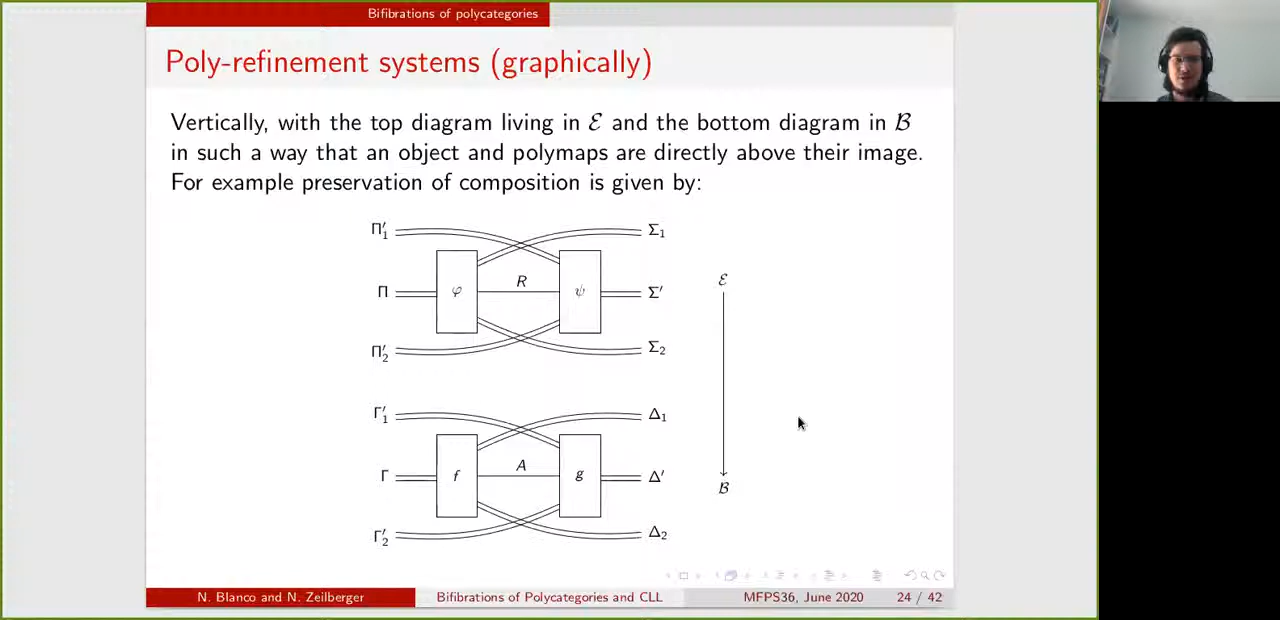 Bifibrations of polycategories
Poly-refinement systems (graphically)
Vertically, with the top diagram living in ℰ and the bottom diagram in ℬ
in such a way that an object and polymaps are directly above their image.
For example preservation of composition is given by:
Π′₁ Σ₁
Π φ R ψ Σ′
Π′₂ Σ₂
ℰ
Γ′₁ Δ₁
Γ f A g Δ′
Γ′₂ Δ₂
ℬ
N. Blanco and N. Zeilberger Bifibrations of Polycategories and CLL MFPS36, June 2020 24 / 42